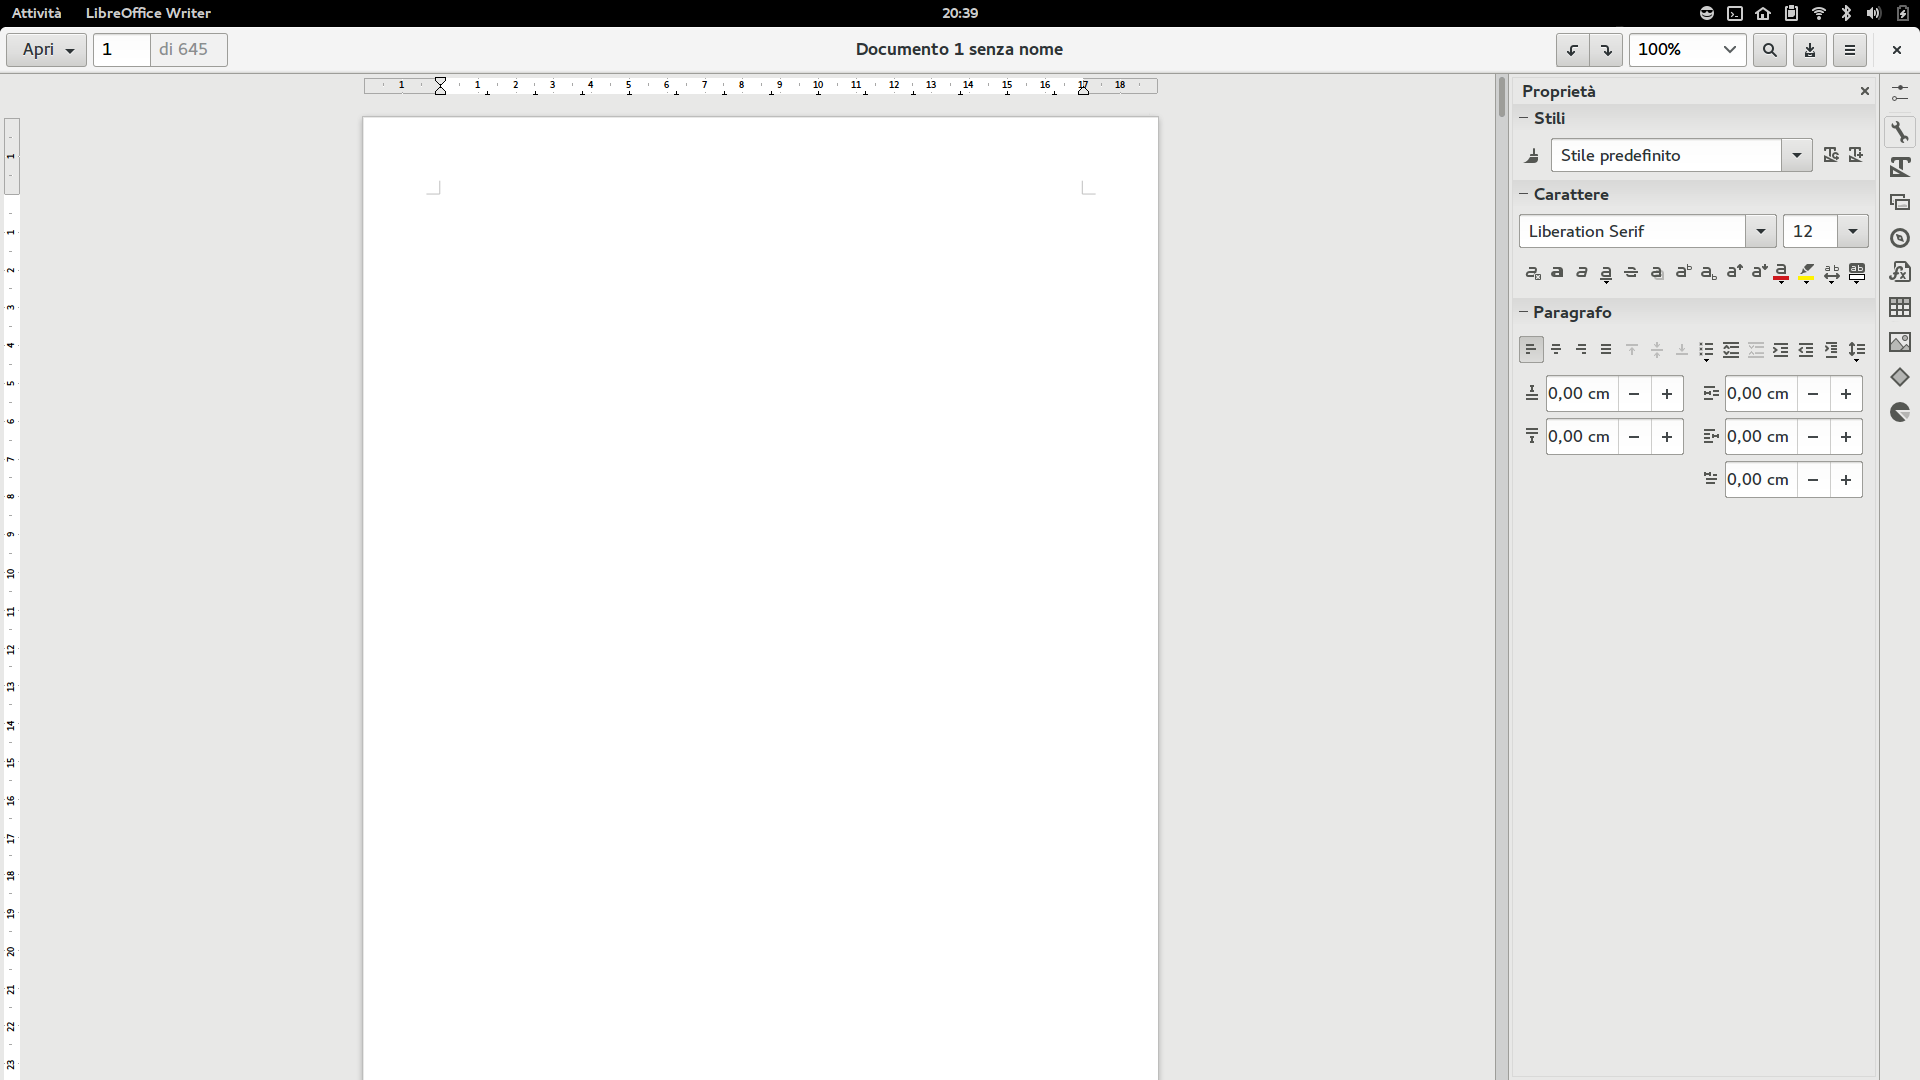 Attività LibreOffice Writer 20:39
Apri 1 di 645 Documento 1 senza nome 100%
1 1 2 3 4 5 6 7 8 9 10 11 12 13 14 15 16 17 18
Proprietà
Stili
Stile predefinito
Carattere
Liberation Serif 12
Paragrafo
0,00 cm 0,00 cm
0,00 cm 0,00 cm
0,00 cm
1
1
2
3
4
5
6
7
8
9
10
11
12
13
14
15
16
17
18
19
20
21
22
23